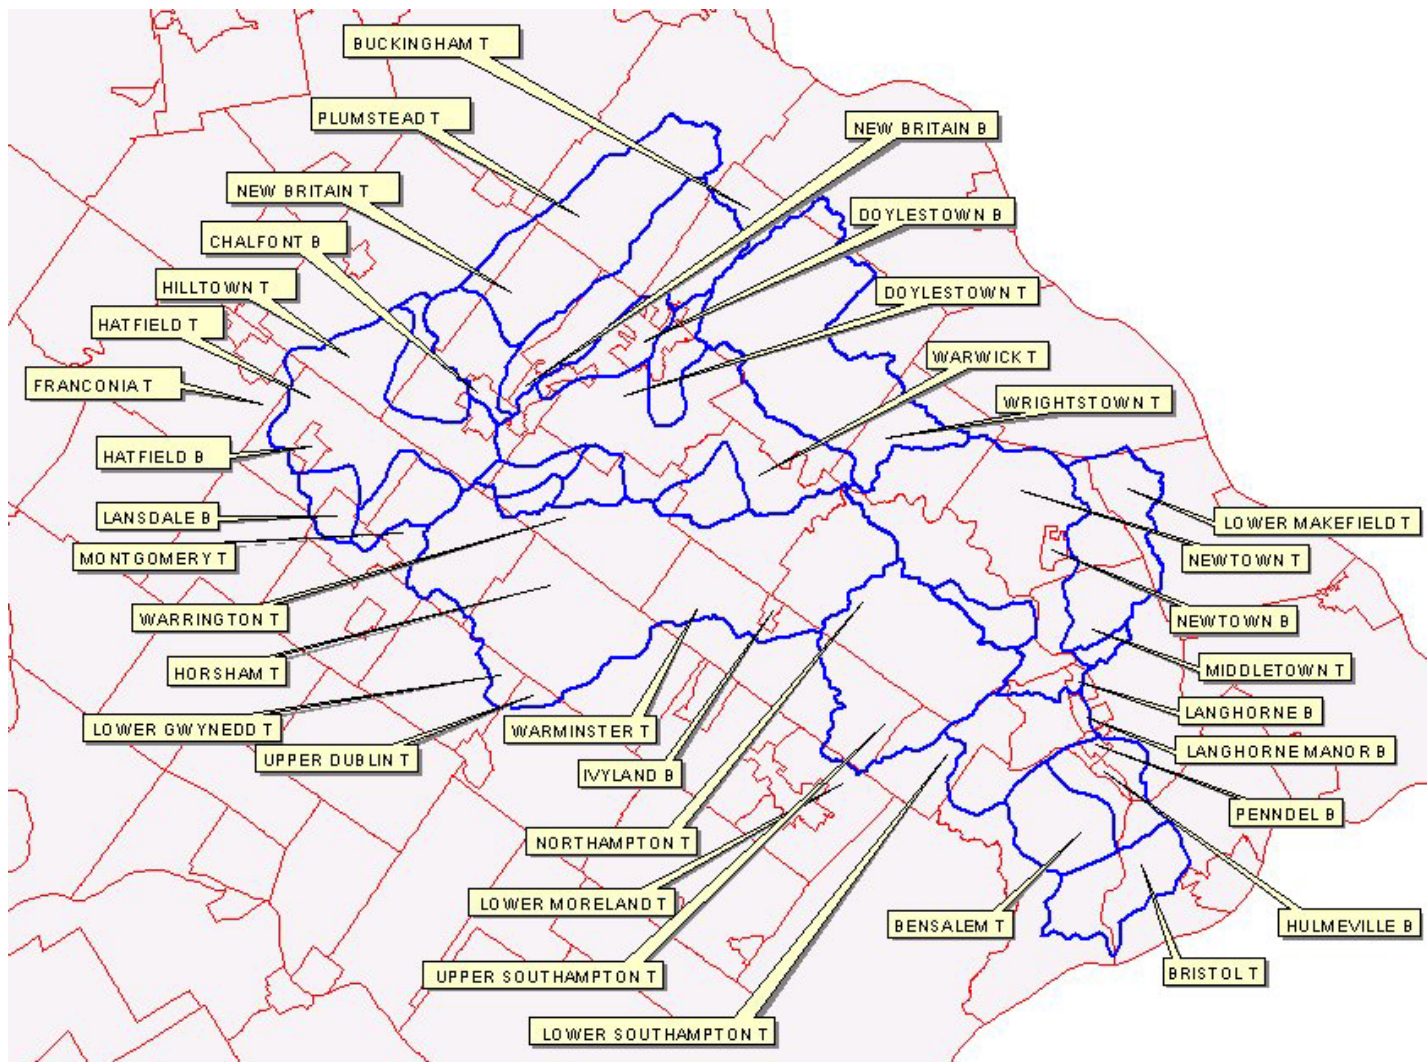 BUCKINGHAM T
PLUMSTEAD T
NEW BRITAIN B
NEW BRITAIN T
DOYLESTOWN B
CHALFONT B
HILLTOWN T
DOYLESTOWN T
HATFIELD T
WARWICK T
FRANCONIA T
WRIGHTSTOWN T
HATFIELD B
LANSDALE B
LOWER MAKEFIELD T
MONTGOMERY T
NEWTOWN T
WARRINGTON T
NEWTOWN B
HORSHAM T
MIDDLETOWN T
LOWER GWYNEDD T
LANGHORNE B
WARMINSTER T
UPPER DUBLIN T
LANGHORNE MANOR B
IVYLAND B
PENNDEL B
NORTHAMPTON T
LOWER MORELAND T
BENSALEM T
HULMEVILLE B
UPPER SOUTHAMPTON T
BRISTOL T
LOWER SOUTHAMPTON T